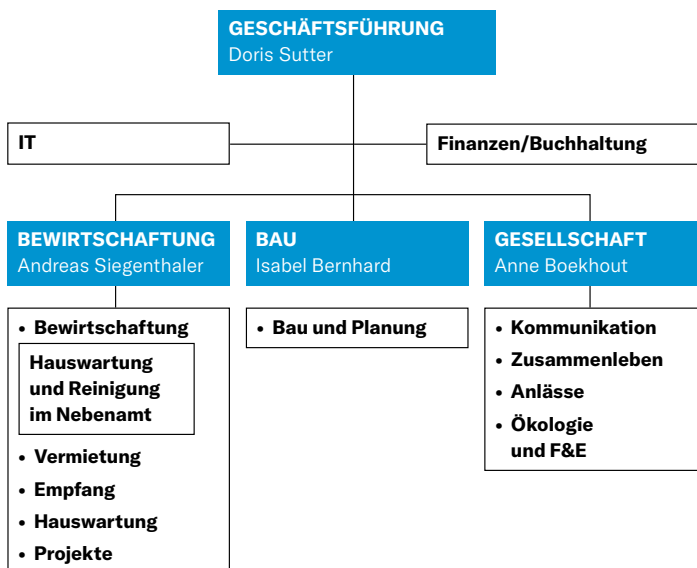 GESCHÄFTSFÜHRUNG
Doris Sutter
IT
Finanzen/Buchhaltung
BEWIRTSCHAFTUNG
Andreas Siegenthaler
• Bewirtschaftung
Hauswartung
und Reinigung
im Nebenamt
• Vermietung
• Empfang
• Hauswartung
• Projekte
BAU
Isabel Bernhard
• Bau und Planung
GESELLSCHAFT
Anne Boekhout
• Kommunikation
• Zusammenleben
• Anlässe
• Ökologie
und F&E